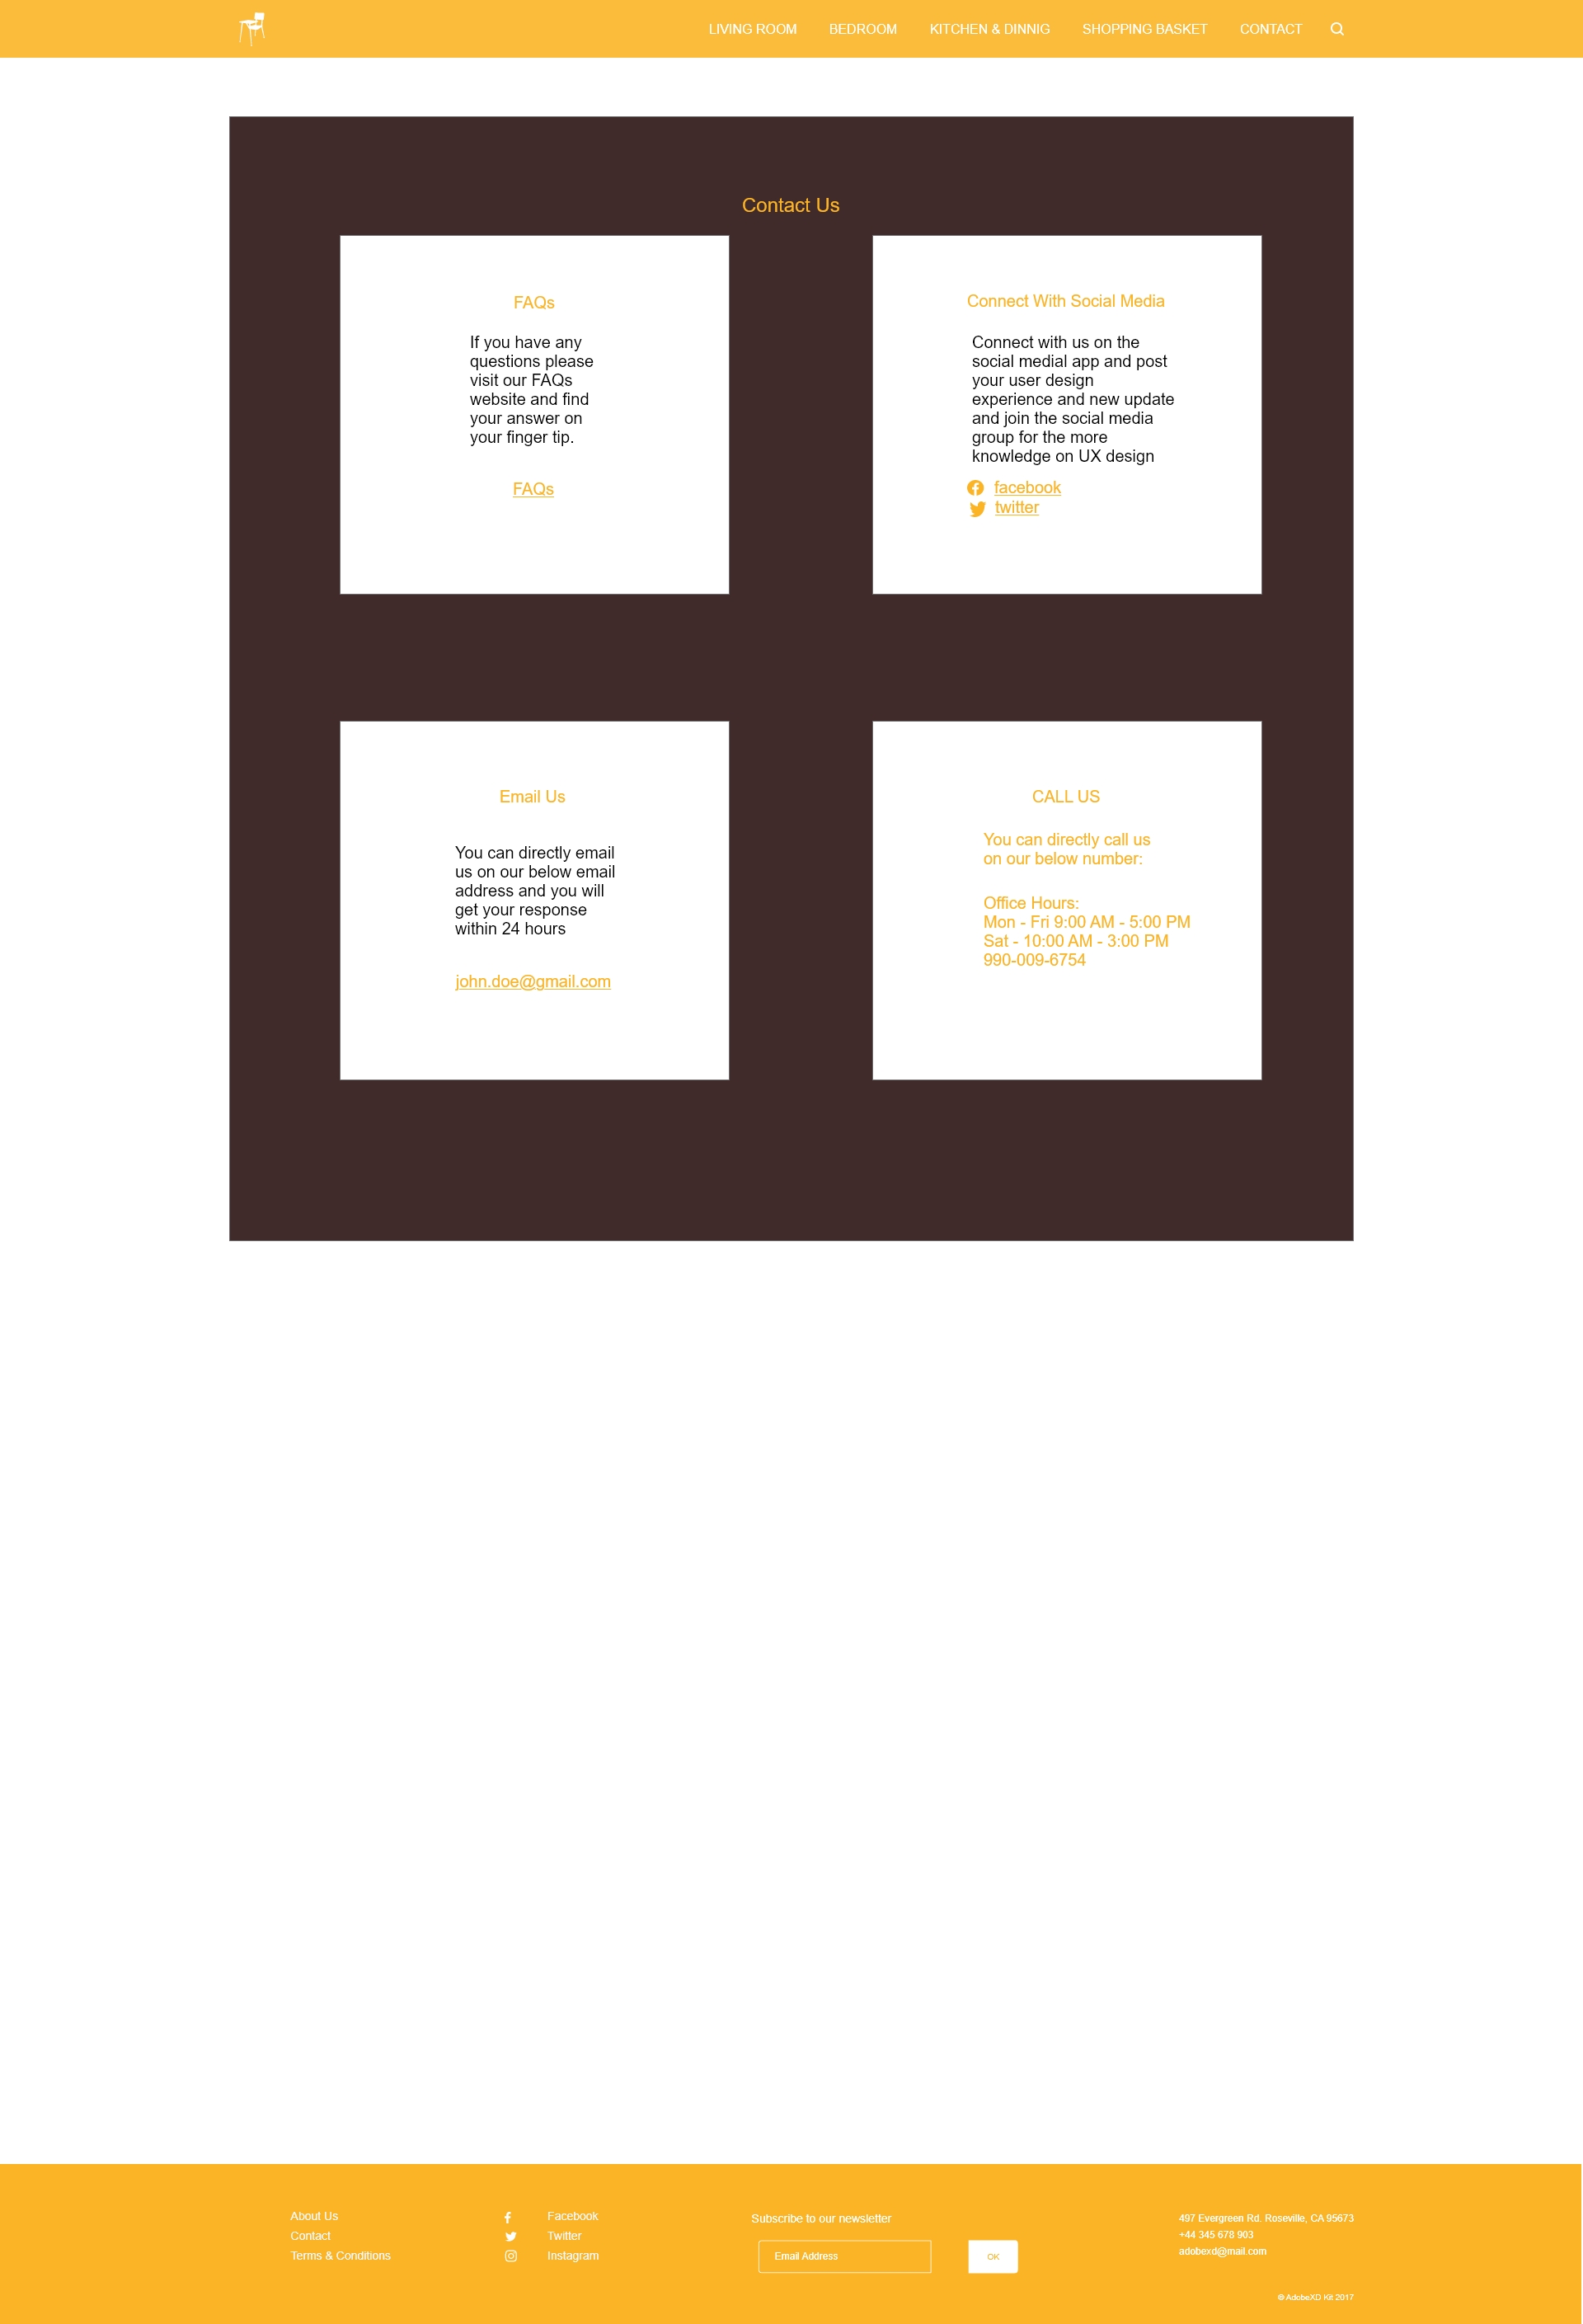 LIVING ROOM BEDROOM KITCHEN & DINNIG SHOPPING BASKET CONTACT
Contact Us
FAQs
If you have any
questions please
visit our FAQs
website and find
your answer on
your finger tip.
FAQs
Connect With Social Media
Connect with us on the
social medial app and post
your user design
experience and new update
and join the social media
group for the more
knowledge on UX design
facebook
twitter
Email Us
You can directly email
us on our below email
address and you will
get your response
within 24 hours
john.doe@gmail.com
CALL US
You can directly call us
on our below number:
Office Hours:
Mon - Fri 9:00 AM - 5:00 PM
Sat - 10:00 AM - 3:00 PM
990-009-6754
About Us
Contact
Terms & Conditions
Facebook
Twitter
Instagram
Subscribe to our newsletter
Email Address
OK
497 Evergreen Rd. Roseville, CA 95673
+44 345 678 903
adobexd@mail.com
© AdobeXD Kit 2017